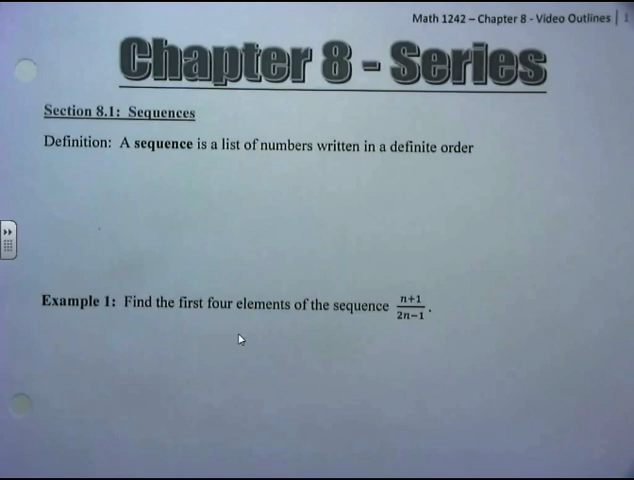 Math 1242 – Chapter 8 - Video Outlines | 1
Chapter 8 - Series
Section 8.1: Sequences
Definition: A sequence is a list of numbers written in a definite order
Example 1: Find the first four elements of the sequence n+1/2n−1.